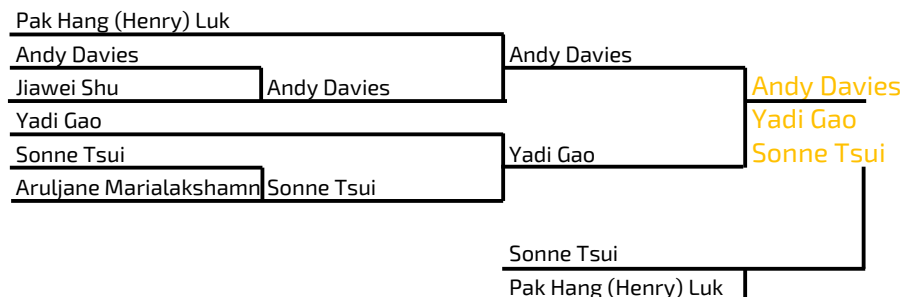 Pak Hang (Henry) Luk
Andy Davies
Andy Davies
Jiawei Shu
Andy Davies
Andy Davies
Yadi Gao
Yadi Gao
Sonne Tsui
Yadi Gao
Sonne Tsui
Aruljane Marialakshamn
Sonne Tsui
Sonne Tsui
Pak Hang (Henry) Luk